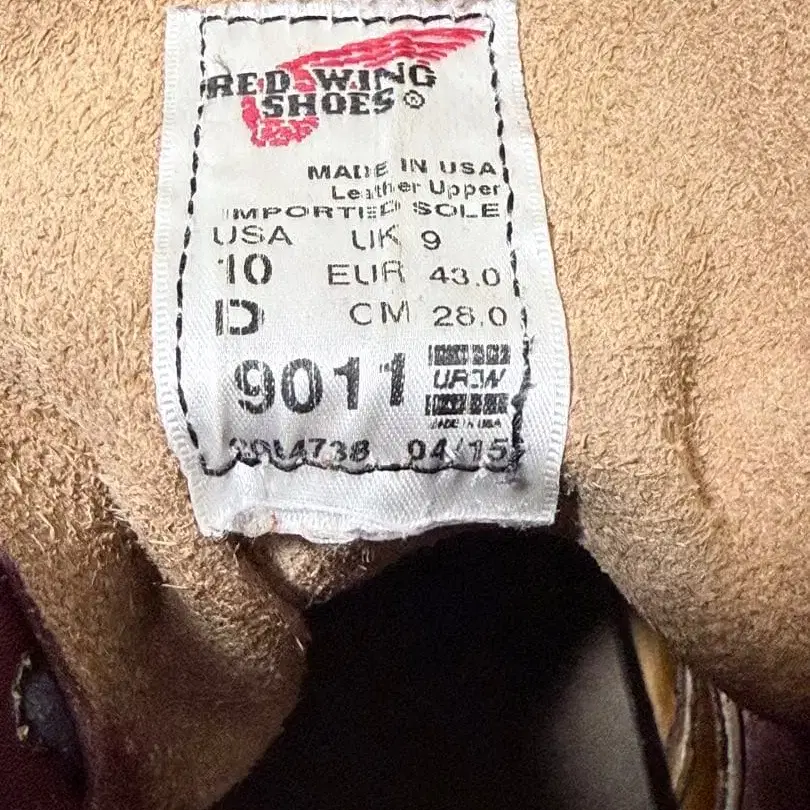 RED WING
SHOES ®
MADE IN USA
Leather Upper
IMPORTED SOLE
USA UK 9
10 EUR 43.0
D CM 28.0
9011
MADE IN USA
04/15